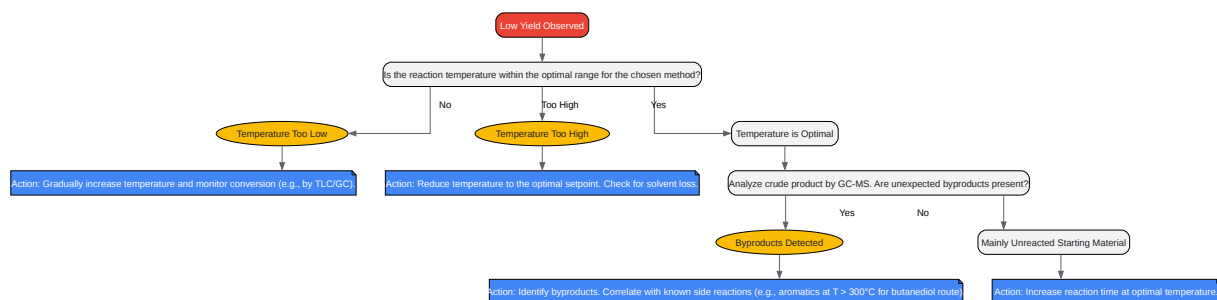 Low Yield Observed
Is the reaction temperature within the optimal range for the chosen method?
No
Too High
Yes
Temperature Too Low
Temperature Too High
Temperature is Optimal
Action: Gradually increase temperature and monitor conversion (e.g., by TLC/GC).
Action: Reduce temperature to the optimal setpoint. Check for solvent loss.
Analyze crude product by GC-MS. Are unexpected byproducts present?
Yes
No
Byproducts Detected
Mainly Unreacted Starting Material
Action: Identify byproducts. Correlate with known side reactions (e.g., aromatics at T > 300°C for butanediol route).
Action: Increase reaction time at optimal temperature.